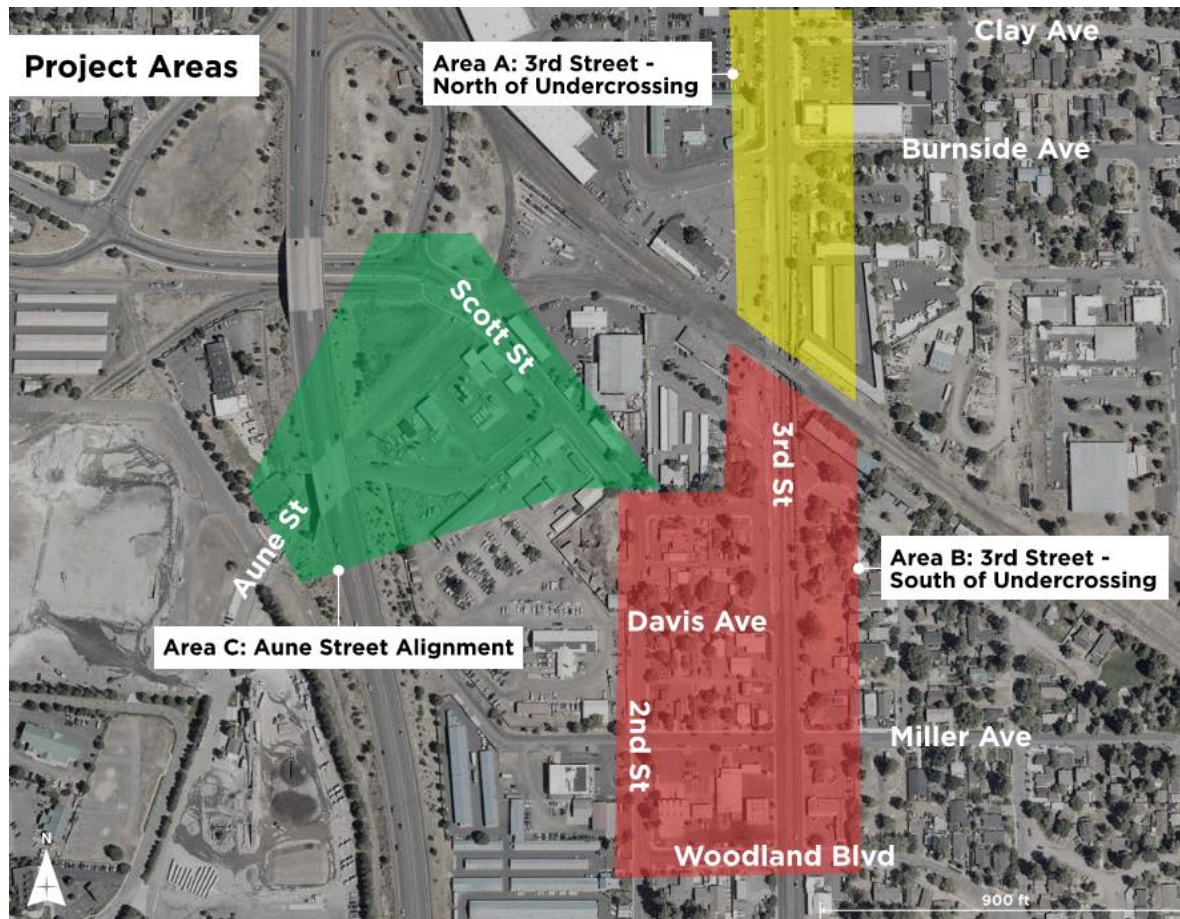 Project Areas
Area A: 3rd Street -
North of Undercrossing
Clay Ave
Burnside Ave
Scott St
3rd St
Aune St
Area B: 3rd Street -
South of Undercrossing
Davis Ave
Area C: Aune Street Alignment
2nd St
Miller Ave
Woodland Blvd
N
900 ft